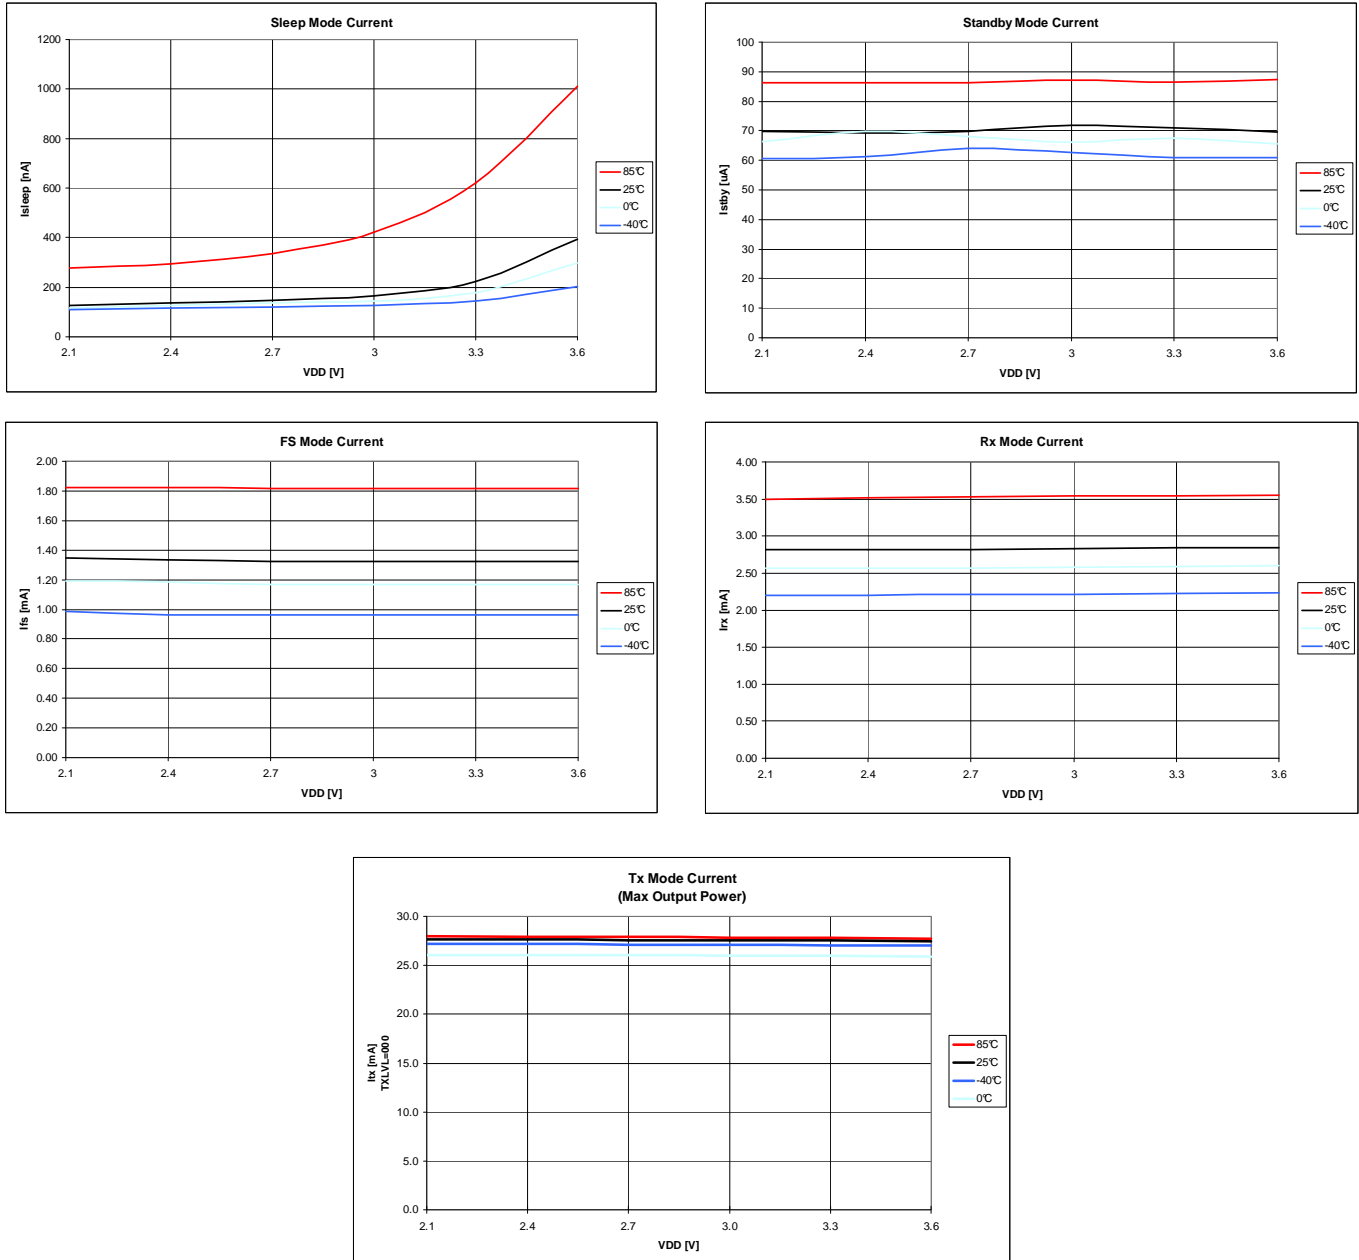 Sleep Mode Current
1200
1000
800
600
400
200
0
Isleep [nA]
2.1 2.4 2.7 3 3.3 3.6
VDD [V]
85°C
25°C
0°C
-40°C
Standby Mode Current
100
90
80
70
60
50
40
30
20
10
0
Istby [uA]
2.1 2.4 2.7 3 3.3 3.6
VDD [V]
85°C
25°C
0°C
-40°C
FS Mode Current
2.00
1.80
1.60
1.40
1.20
1.00
0.80
0.60
0.40
0.20
0.00
Ifs [mA]
2.1 2.4 2.7 3 3.3 3.6
VDD [V]
85°C
25°C
0°C
-40°C
Rx Mode Current
4.00
3.50
3.00
2.50
2.00
1.50
1.00
0.50
0.00
Irx [mA]
2.1 2.4 2.7 3 3.3 3.6
VDD [V]
85°C
25°C
0°C
-40°C
Tx Mode Current
(Max Output Power)
30.0
25.0
20.0
15.0
10.0
5.0
0.0
Itx [mA]
TXLVL=000
2.1 2.4 2.7 3.0 3.3 3.6
VDD [V]
85°C
25°C
-40°C
0°C